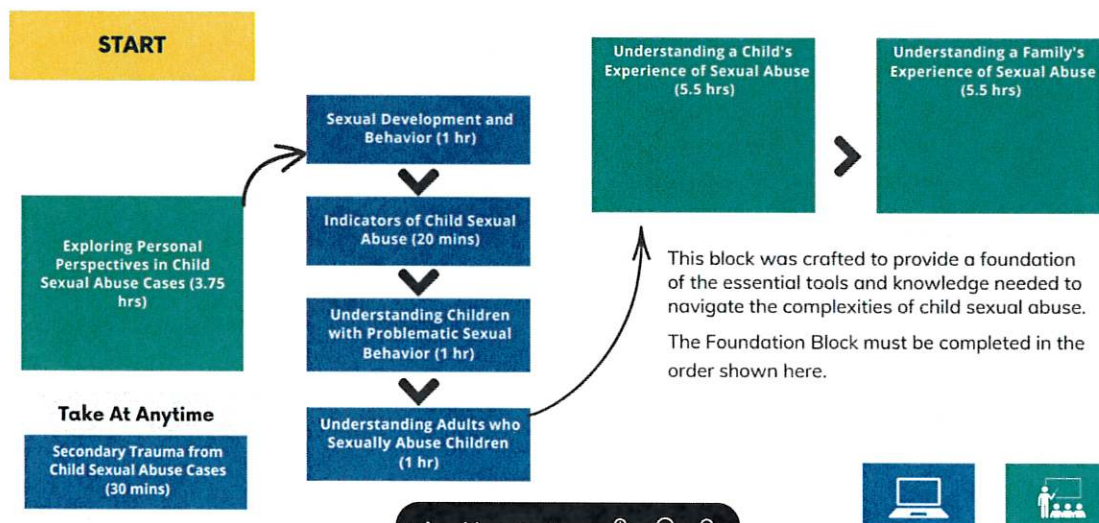 START
Exploring Personal
Perspectives in Child
Sexual Abuse Cases (3.75
hrs)
Take At Anytime
Secondary Trauma from
Child Sexual Abuse Cases
(30 mins)
Sexual Development and
Behavior (1 hr)
Indicators of Child Sexual
Abuse (20 mins)
Understanding Children
with Problematic Sexual
Behavior (1 hr)
Understanding Adults who
Sexually Abuse Children
(1 hr)
Understanding a Child's
Experience of Sexual Abuse
(5.5 hrs)
Understanding a Family's
Experience of Sexual Abuse
(5.5 hrs)
This block was crafted to provide a foundation
of the essential tools and knowledge needed to
navigate the complexities of child sexual abuse.
The Foundation Block must be completed in the
order shown here.